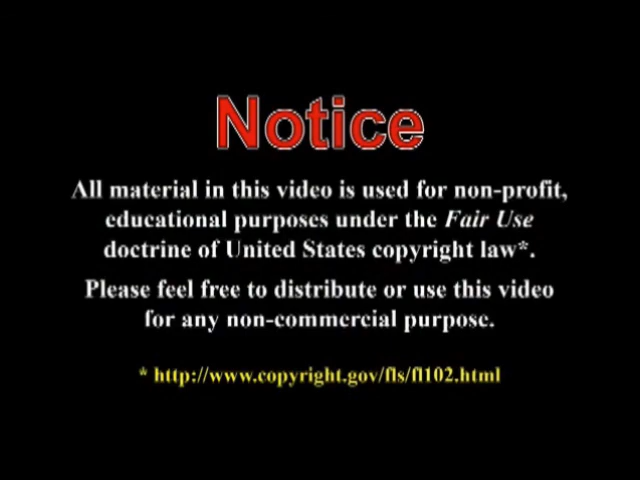 Notice
All material in this video is used for non-profit,
educational purposes under the Fair Use
doctrine of United States copyright law*.
Please feel free to distribute or use this video
for any non-commercial purpose.
* http://www.copyright.gov/fls/fl102.html